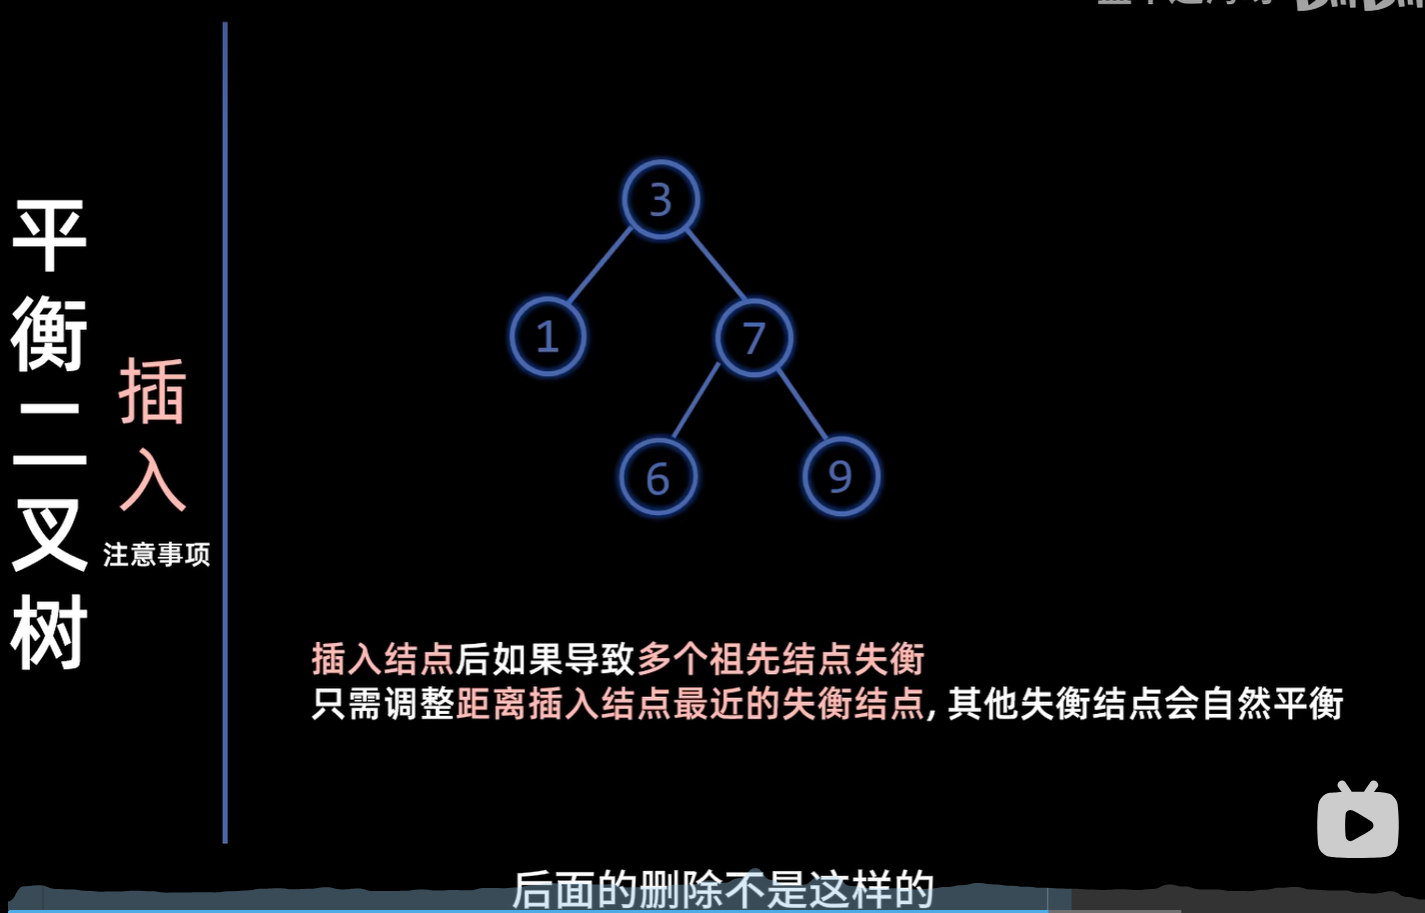 平衡二叉树
插入
注意事项
3
1
7
6
9
插入结点后如果导致多个祖先结点失衡
只需调整距离插入结点最近的失衡结点, 其他失衡结点会自然平衡
后面的删除不是这样的